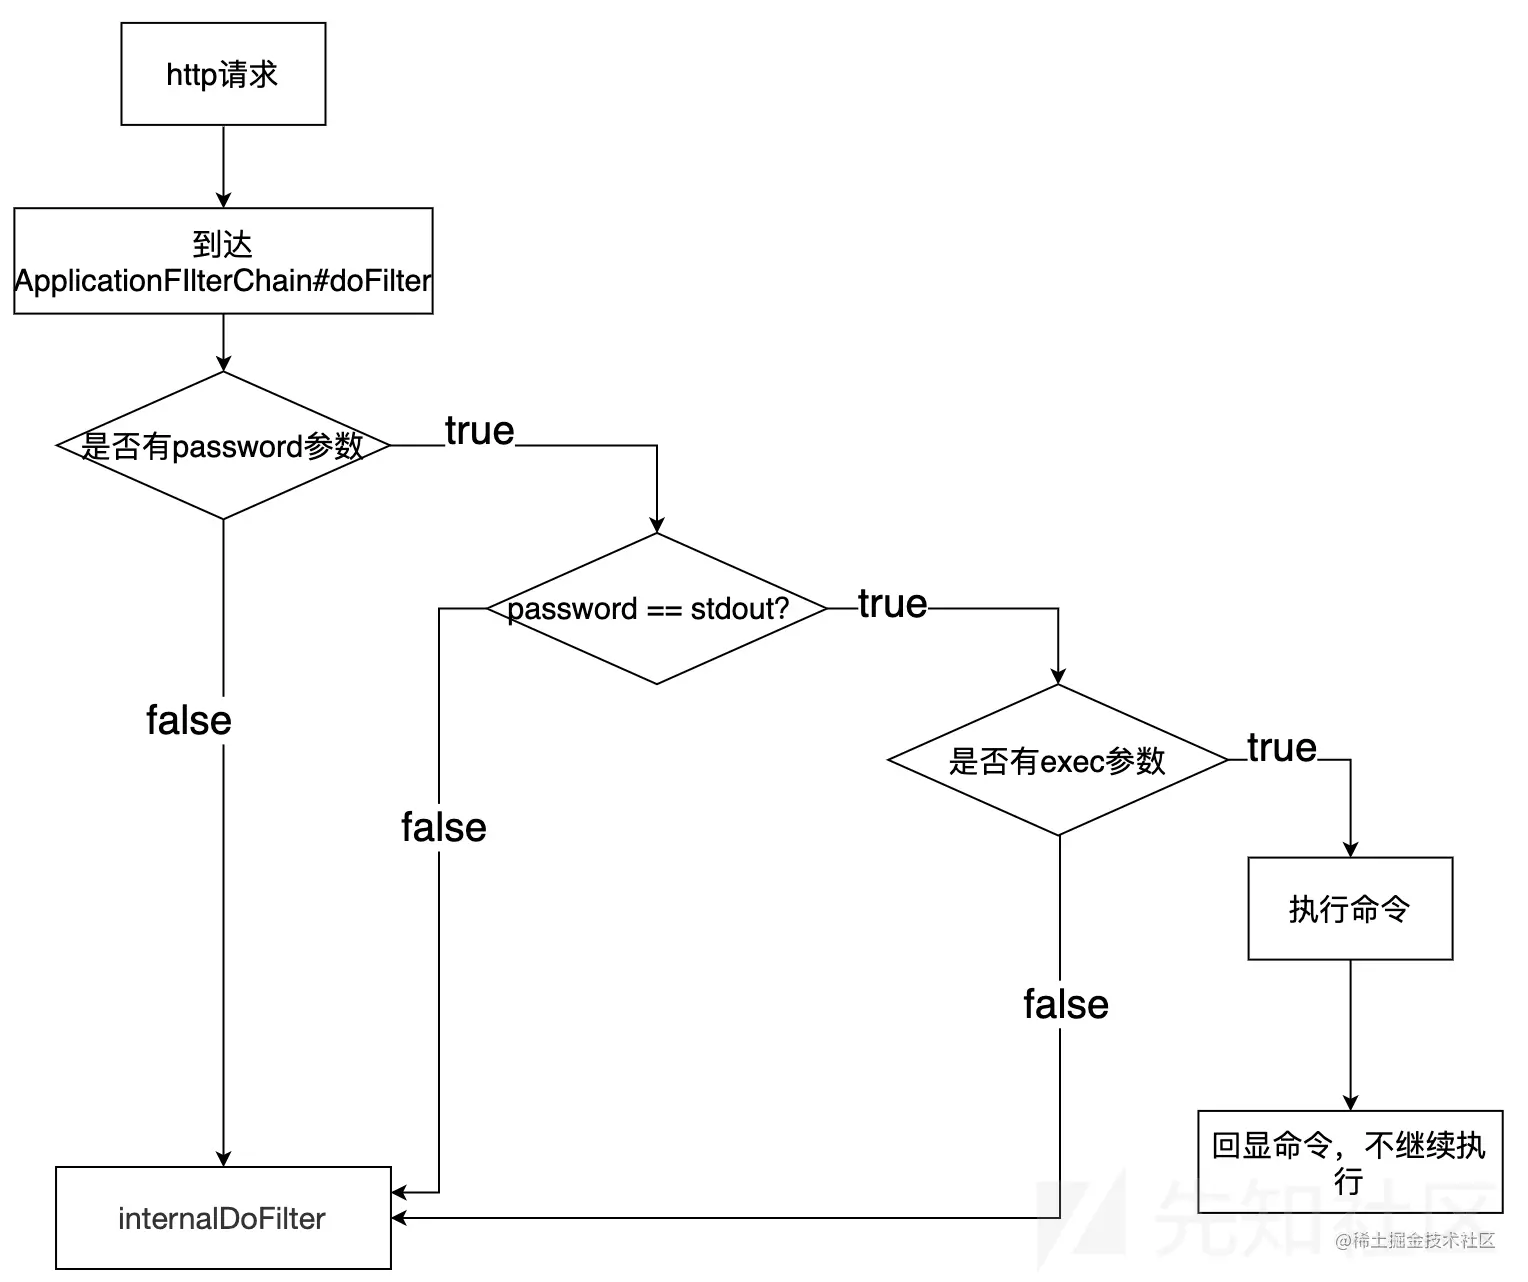 http请求
到达
ApplicationFIlterChain#doFilter
是否有password参数
true
password == stdout?
true
false
是否有exec参数
true
false
执行命令
false
回显命令，不继续执
行
internalDoFilter
先知社区
@稀土掘金技术社区